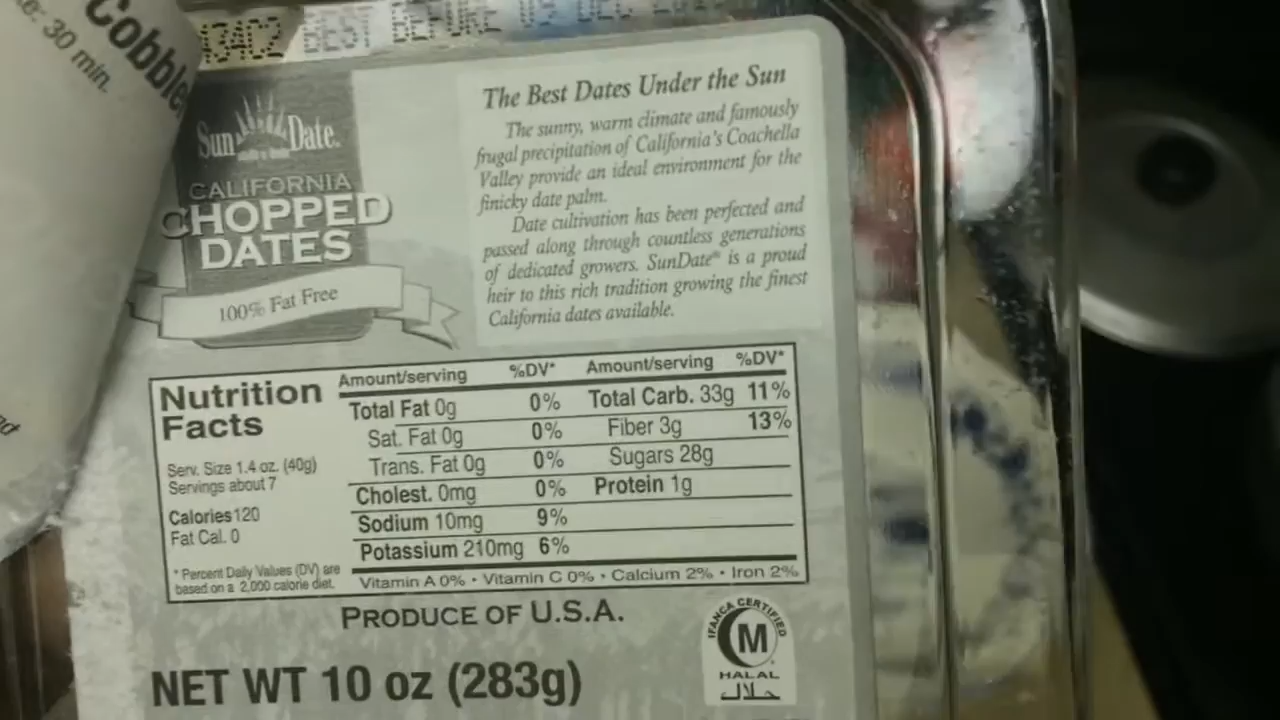 30 min.
Cobble
13402 BEST BEFORE 05 DEC
Sun Date.
CALIFORNIA
CHOPPED
DATES
100% Fat Free
The Best Dates Under the Sun
The sunny, warm climate and famously
frugal precipitation of California's Coachella
Valley provide an ideal environment for the
finicky date palm.
Date cultivation has been perfected and
passed along through countless generations
of dedicated growers. SunDate® is a proud
heir to this rich tradition growing the finest
California dates available.
Nutrition
Facts
Serv. Size 1.4 oz. (40g)
Servings about 7
Calories 120
Fat Cal. 0
* Percent Daily Values (DV) are
based on a 2,000 calorie diet.
Amount/serving %DV* Amount/serving %DV*
Total Fat 0g 0% Total Carb. 33g 11%
Sat. Fat 0g 0% Fiber 3g 13%
Trans. Fat 0g 0% Sugars 28g
Cholest. 0mg 0% Protein 1g
Sodium 10mg 9%
Potassium 210mg 6%
Vitamin A 0% • Vitamin C 0% • Calcium 2% • Iron 2%
PRODUCE OF U.S.A.
NET WT 10 oz (283g)
IFANCA CERTIFIED
M
HALAL
حلال